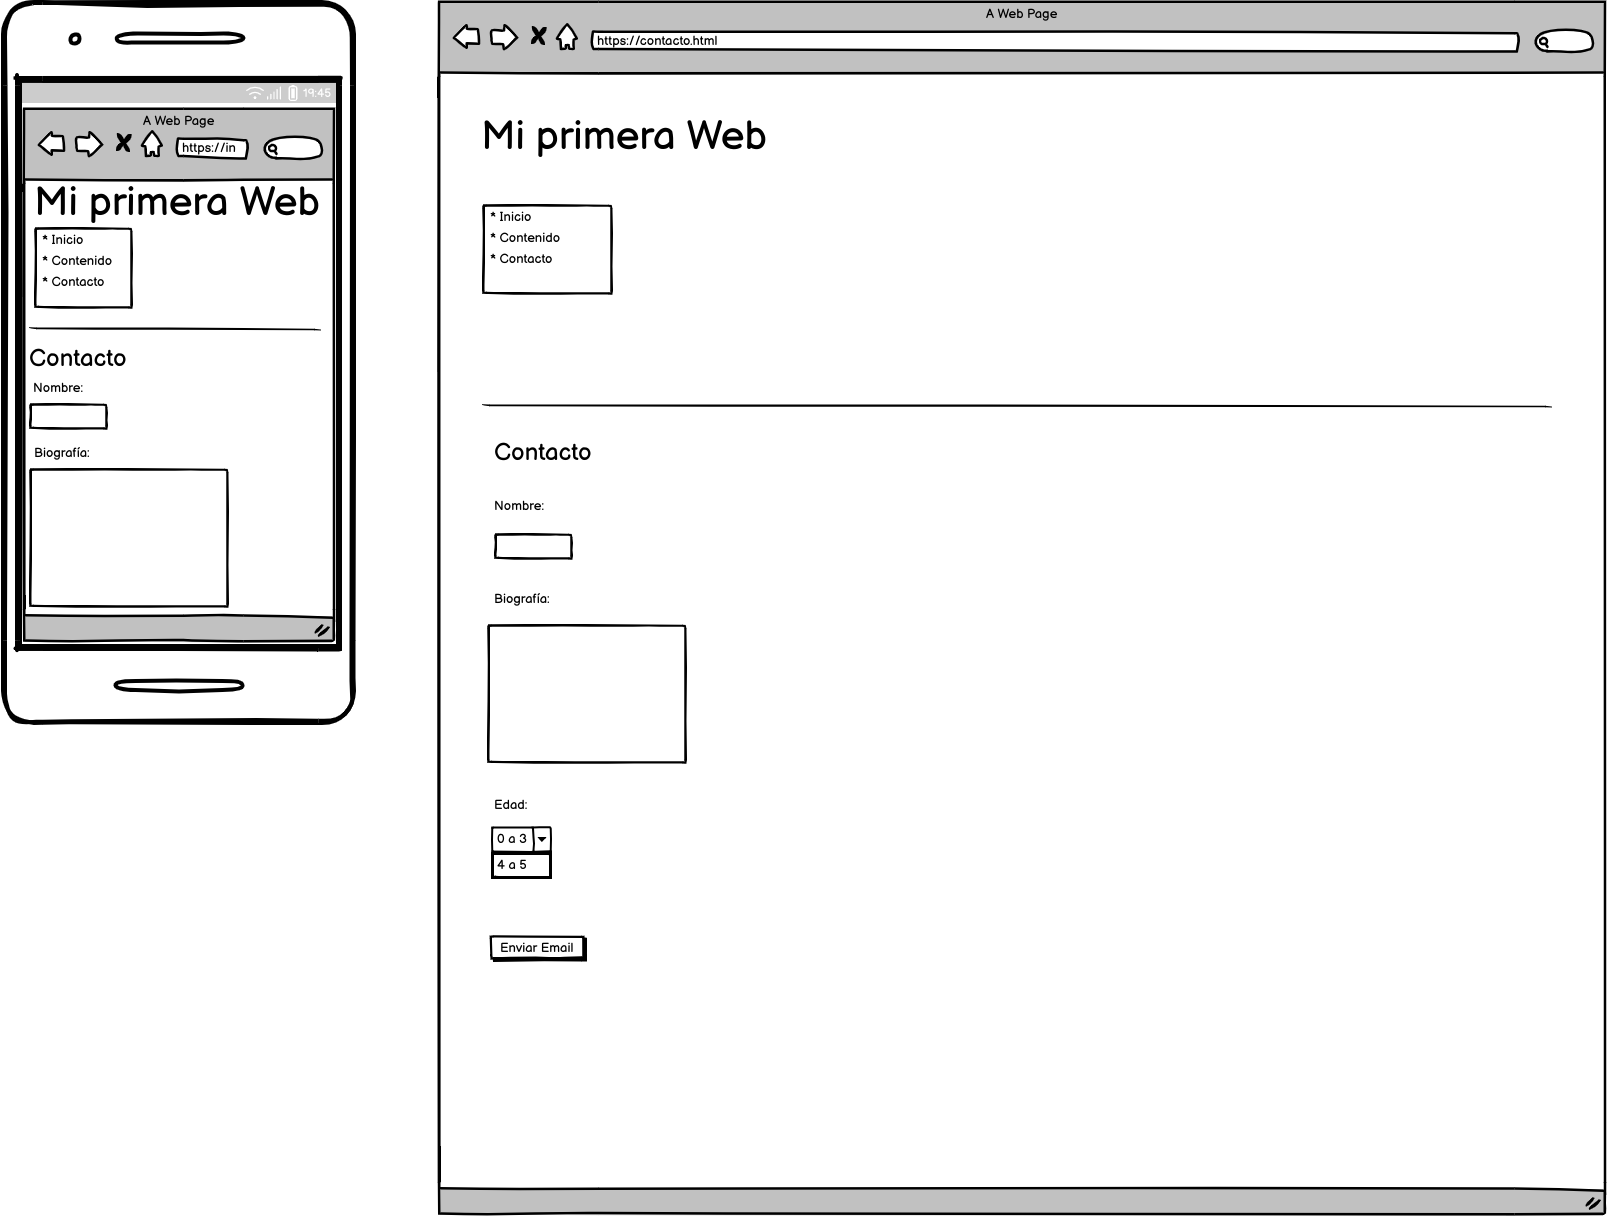 19:45
A Web Page
https://in
Mi primera Web
* Inicio
* Contenido
* Contacto
Contacto
Nombre:
Biografía:
A Web Page
https://contacto.html
Mi primera Web
* Inicio
* Contenido
* Contacto
Contacto
Nombre:
Biografía:
Edad:
0 a 3
4 a 5
Enviar Email